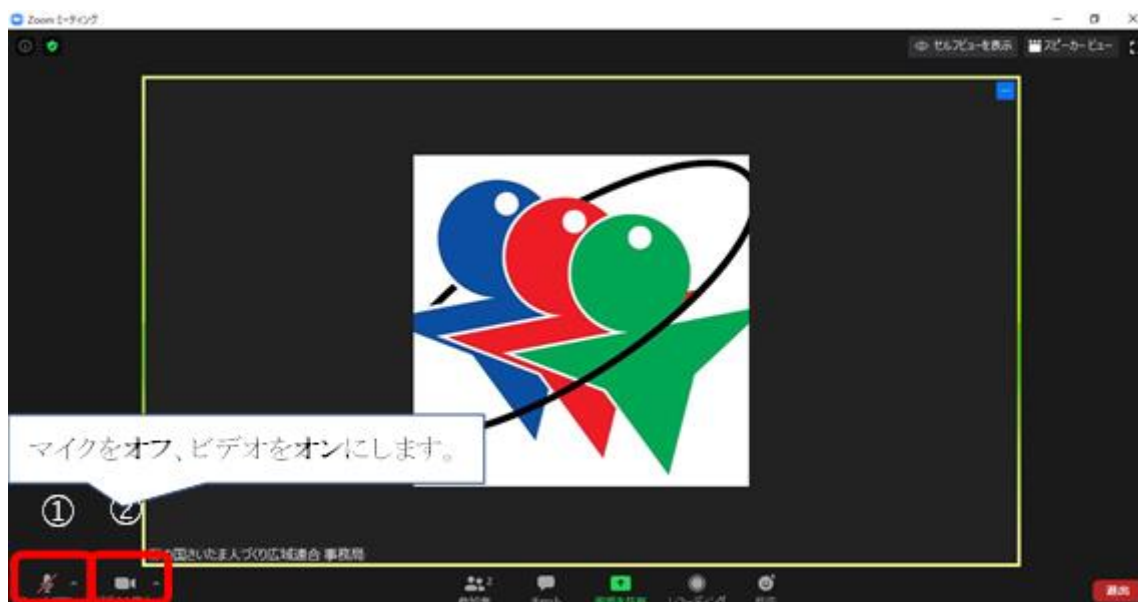 Zoom ミーティング
セルフビューを表示
スピーカー ビュー
マイクをオフ、ビデオをオンにします。
① ②
の国さいたま人づくり広域連合 事務局
2
退出